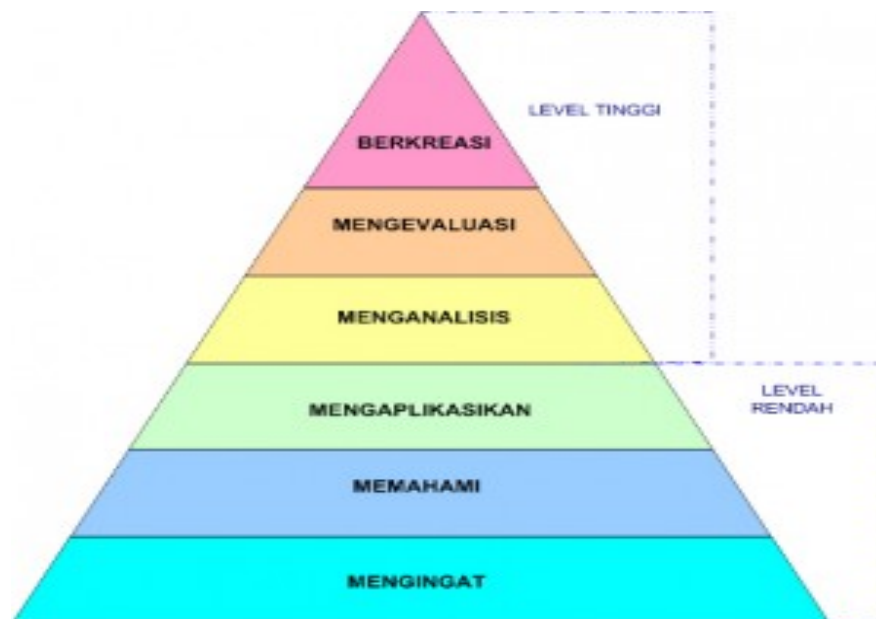 LEVEL TINGGI
BERKREASI
MENGEVALUASI
MENGANALISIS
LEVEL
RENDAH
MENGAPLIKASIKAN
MEMAHAMI
MENGINGAT